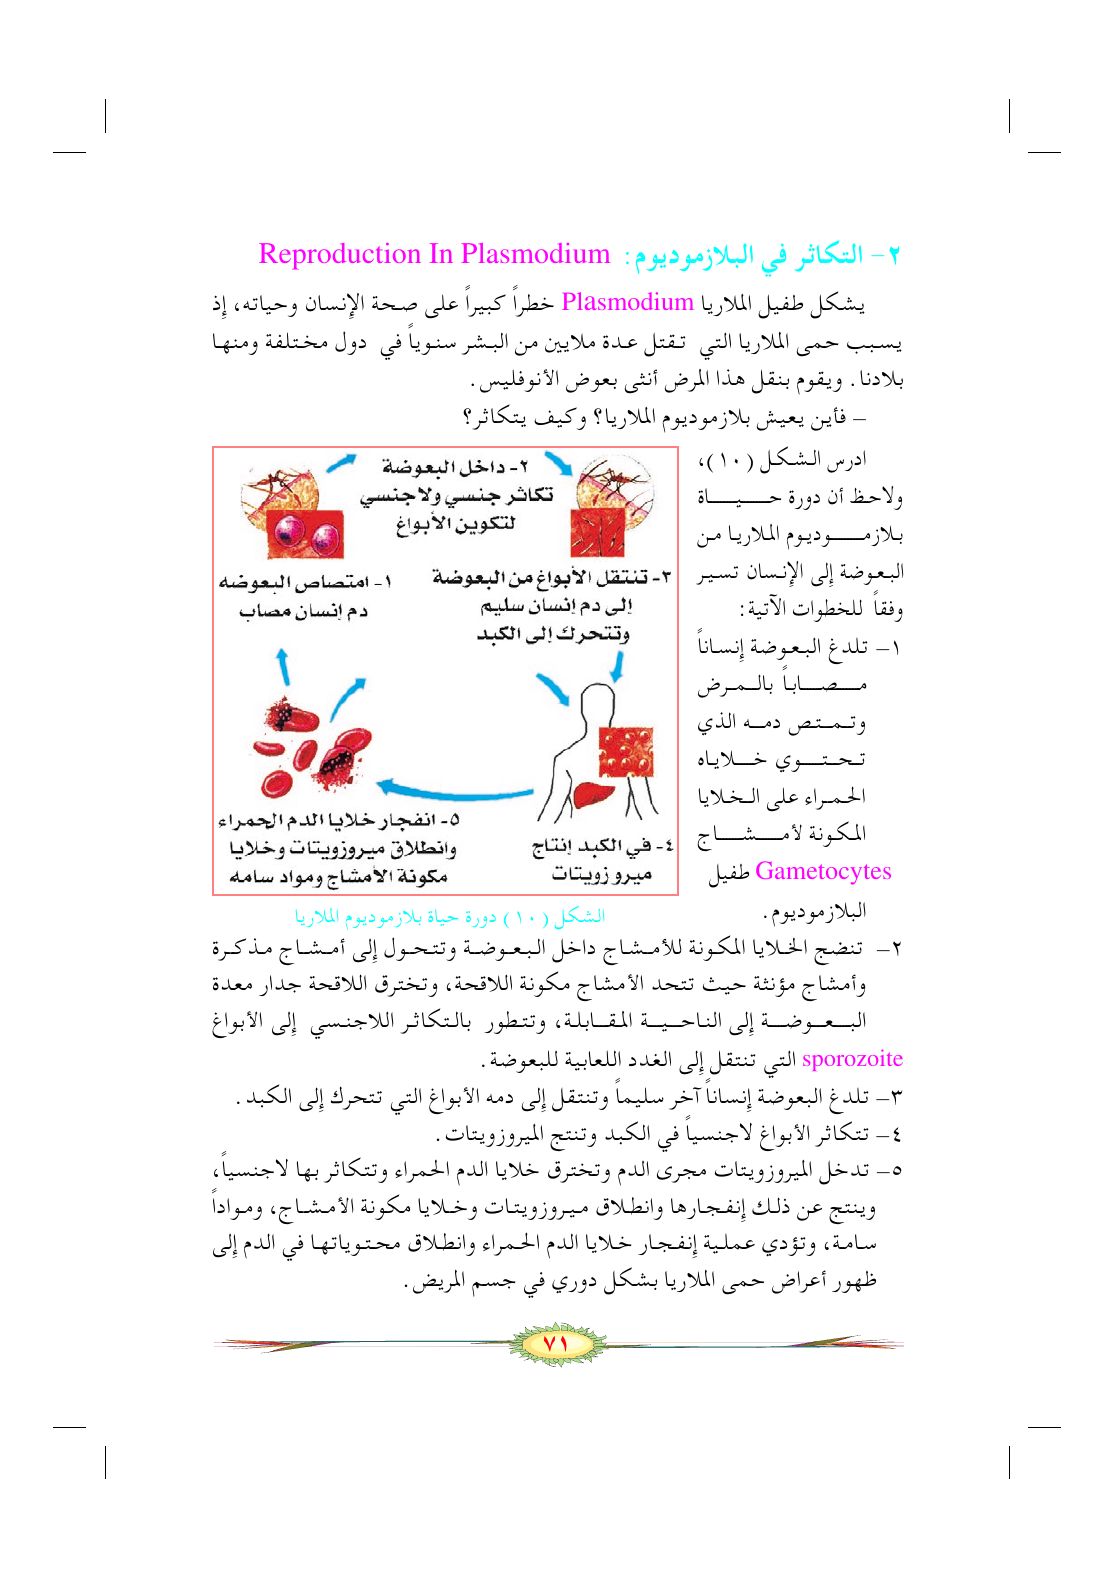 ٢- التكاثر في البلازموديوم: Reproduction In Plasmodium
يشكل طفيل الملاريا Plasmodium خطراً كبيراً على صحة الإنسان وحياته، إذ
يسبب حمى الملاريا التي تقتل عدة ملايين من البشر سنوياً في دول مختلفة ومنها
بلادنا. ويقوم بنقل هذا المرض أنثى بعوض الأنوفليس.
– فأين يعيش بلازموديوم الملاريا؟ وكيف يتكاثر؟
ادرس الشكل (١٠)،
ولاحظ أن دورة حياة
بلازموديوم الملاريا من
البعوضة إلى الإنسان تسير
وفقاً للخطوات الآتية:
١– تلدغ البعوضة إنساناً
مصاباً بالمرض
وتمتص دمه الذي
تحتوي خلاياه
الحمراء على الخلايا
المكونة لأمشاج
Gametocytes طفيل
البلازموديوم.
٢- داخل البعوضة
تكاثر جنسي ولاجنسي
لتكوين الأبواغ
١- امتصاص البعوضه
دم إنسان مصاب
٣- تنتقل الأبواغ من البعوضة
إلى دم إنسان سليم
وتتحرك إلى الكبد
٥- انفجار خلايا الدم الحمراء
وانطلاق ميروزويتات وخلايا
مكونة الأمشاج ومواد سامه
٤- في الكبد إنتاج
ميروزويتات
الشكل (١٠) دورة حياة بلازموديوم الملاريا
٢– تنضج الخلايا المكونة للأمشاج داخل البعوضة وتتحول إلى أمشاج مذكرة
وأمشاج مؤنثة حيث تتحد الأمشاج مكونة اللاقحة، وتخترق اللاقحة جدار معدة
البعوضة إلى الناحية المقابلة، وتتطور بالتكاثر اللاجنسي إلى الأبواغ
sporozoite التي تنتقل إلى الغدد اللعابية للبعوضة.
٣– تلدغ البعوضة إنساناً آخر سليماً وتنتقل إلى دمه الأبواغ التي تتحرك إلى الكبد.
٤– تتكاثر الأبواغ لاجنسياً في الكبد وتنتج الميروزويتات.
٥– تدخل الميروزويتات مجرى الدم وتخترق خلايا الدم الحمراء وتتكاثر بها لاجنسياً،
وينتج عن ذلك إنفجارها وانطلاق ميروزويتات وخلايا مكونة الأمشاج، ومواداً
سامة، وتؤدي عملية إنفجار خلايا الدم الحمراء وانطلاق محتوياتها في الدم إلى
ظهور أعراض حمى الملاريا بشكل دوري في جسم المريض.
٧١